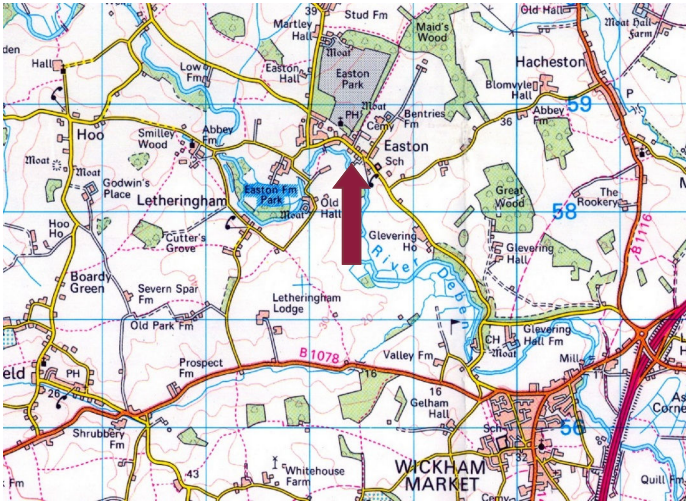 39
Stud Fm
Old Hall
Martley
Hall
Maid's
Wood
Moat Hall
Farm
Hall
Moat
Low
Fm
Easton
Hall
Easton
Park
Hacheston
Blomvyle
Hall
Moat
Bentries
Fm
PH
Cemy
Abbey
Fm
59
P
36
Hoo
Smilley
Wood
Abbey
Fm
Easton
Sch
Moat
Moat
Godwin's
Place
Easton Fm
Park
Great
Wood
The
Rookery
Letheringham
Moat
Old
Hall
58
Hoo
Ho
Cutter's
Grove
Glevering
Ho
Glevering
Hall
B1116
River Deben
Boardy
Green
Severn Spar
Fm
Letheringham
Lodge
Old Park Fm
CH
Moat
Glevering
Hall Fm
Prospect
Fm
B1078
Valley Fm
Mill
PH
16
16
26
Gelham
Hall
Shrubbery
Fm
Sch
56
WICKHAM
MARKET
32
43
Whitehouse
Farm
Cemy
Quill Fm